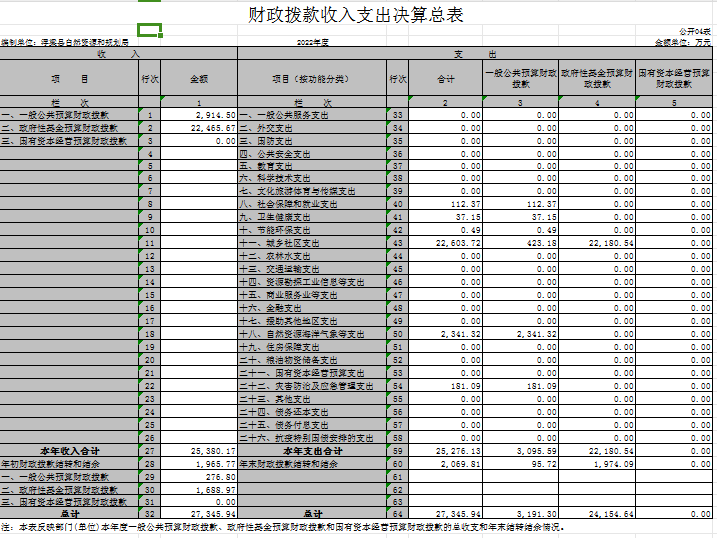 财政拨款收入支出决算总表
公开04表
编制单位：浮梁县自然资源和规划局 2022年度 金额单位：万元
收 入 支 出
项 目 行次 金额 项目（按功能分类） 行次 合计 一般公共预算财政拨款 政府性基金预算财政拨款 国有资本经营预算财政拨款
栏 次 1 栏 次 2 3 4 5
一、一般公共预算财政拨款 1 2,914.50 一、一般公共服务支出 33 0.00 0.00 0.00 0.00
二、政府性基金预算财政拨款 2 22,465.67 二、外交支出 34 0.00 0.00 0.00 0.00
三、国有资本经营预算财政拨款 3 0.00 三、国防支出 35 0.00 0.00 0.00 0.00
4 四、公共安全支出 36 0.00 0.00 0.00 0.00
5 五、教育支出 37 0.00 0.00 0.00 0.00
6 六、科学技术支出 38 0.00 0.00 0.00 0.00
7 七、文化旅游体育与传媒支出 39 0.00 0.00 0.00 0.00
8 八、社会保障和就业支出 40 112.37 112.37 0.00 0.00
9 九、卫生健康支出 41 37.15 37.15 0.00 0.00
10 十、节能环保支出 42 0.49 0.49 0.00 0.00
11 十一、城乡社区支出 43 22,603.72 423.18 22,180.54 0.00
12 十二、农林水支出 44 0.00 0.00 0.00 0.00
13 十三、交通运输支出 45 0.00 0.00 0.00 0.00
14 十四、资源勘探工业信息等支出 46 0.00 0.00 0.00 0.00
15 十五、商业服务业等支出 47 0.00 0.00 0.00 0.00
16 十六、金融支出 48 0.00 0.00 0.00 0.00
17 十七、援助其他地区支出 49 0.00 0.00 0.00 0.00
18 十八、自然资源海洋气象等支出 50 2,341.32 2,341.32 0.00 0.00
19 十九、住房保障支出 51 0.00 0.00 0.00 0.00
20 二十、粮油物资储备支出 52 0.00 0.00 0.00 0.00
21 二十一、国有资本经营预算支出 53 0.00 0.00 0.00 0.00
22 二十二、灾害防治及应急管理支出 54 181.09 181.09 0.00 0.00
23 二十三、其他支出 55 0.00 0.00 0.00 0.00
24 二十四、债务还本支出 56 0.00 0.00 0.00 0.00
25 二十五、债务付息支出 57 0.00 0.00 0.00 0.00
26 二十六、抗疫特别国债安排的支出 58 0.00 0.00 0.00 0.00
本年收入合计 27 25,380.17 本年支出合计 59 25,276.13 3,095.59 22,180.54 0.00
年初财政拨款结转和结余 28 1,965.77 年末财政拨款结转和结余 60 2,069.81 95.72 1,974.09 0.00
一、一般公共预算财政拨款 29 276.80 61
二、政府性基金预算财政拨款 30 1,688.97 62
三、国有资本经营预算财政拨款 31 0.00 63
总计 32 27,345.94 总计 64 27,345.94 3,191.30 24,154.64 0.00
注：本表反映部门(单位)本年度一般公共预算财政拨款、政府性基金预算财政拨款和国有资本经营预算财政拨款的总收支和年末结转结余情况。